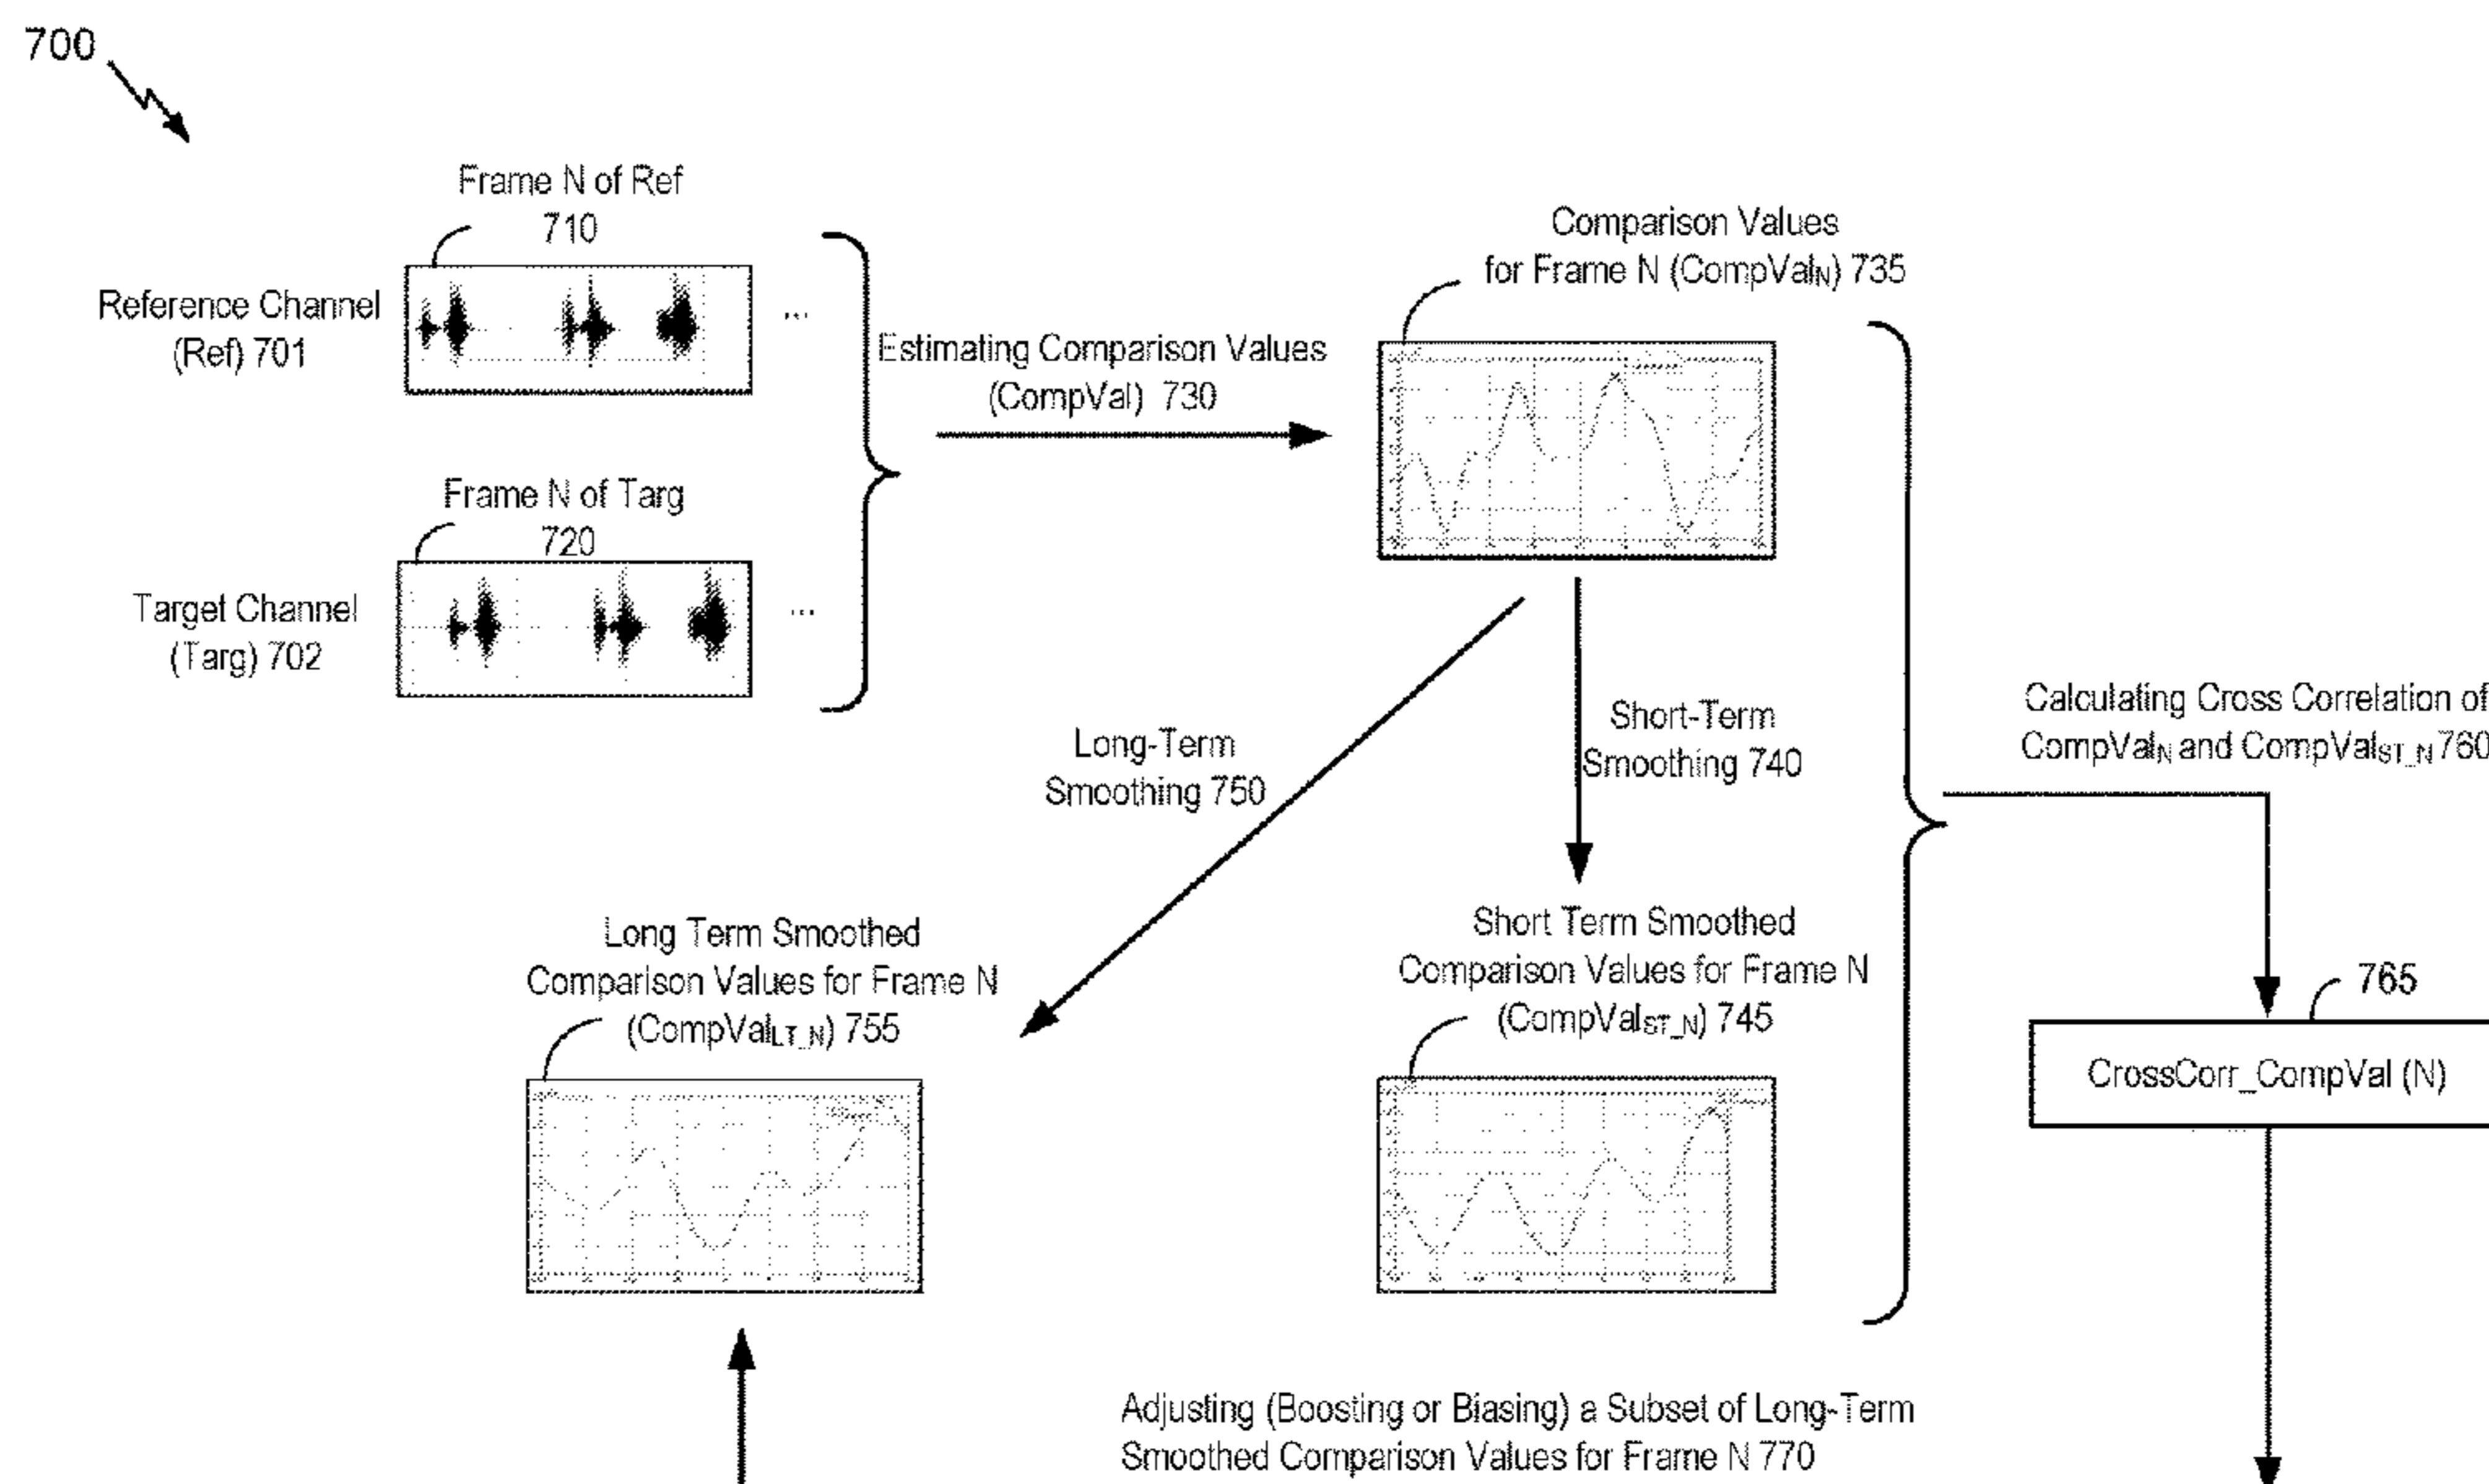 700
Frame N of Ref
710
Reference Channel
(Ref) 701
...
Frame N of Targ
720
Target Channel
(Targ) 702
...
Estimating Comparison Values
(CompVal) 730
Comparison Values
for Frame N (CompValN) 735
Long-Term
Smoothing 750
Short-Term
Smoothing 740
Calculating Cross Correlation of
CompValN and CompValST_N 760
Long Term Smoothed
Comparison Values for Frame N
(CompValLT_N) 755
Short Term Smoothed
Comparison Values for Frame N
(CompValST_N) 745
765
CrossCorr_CompVal (N)
Adjusting (Boosting or Biasing) a Subset of Long-Term
Smoothed Comparison Values for Frame N 770